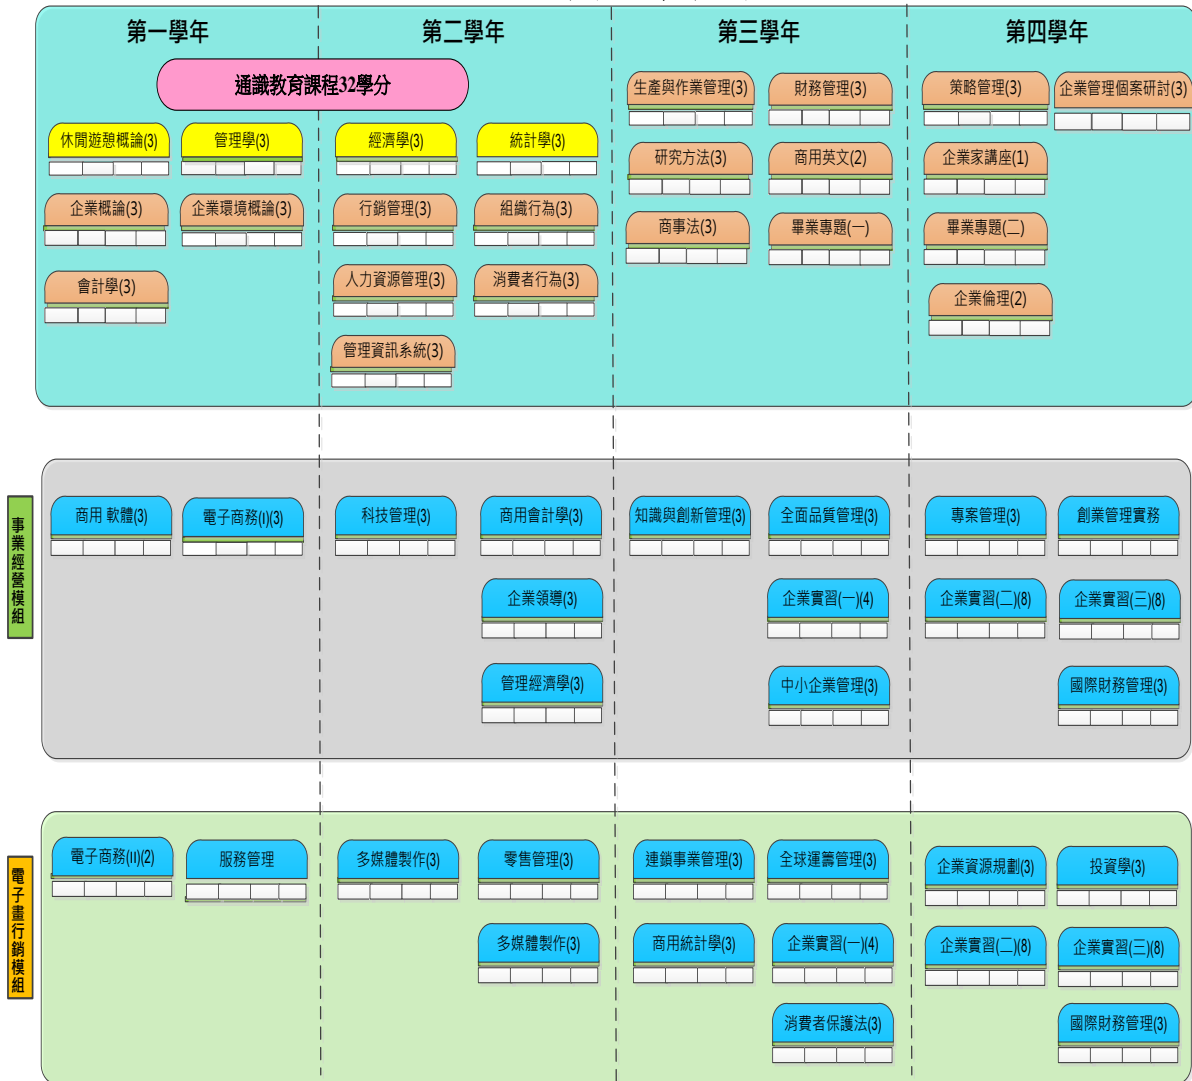 第一學年
第二學年
第三學年
第四學年
通識教育課程32學分
休閒遊憩概論(3)
管理學(3)
經濟學(3)
統計學(3)
生產與作業管理(3)
財務管理(3)
策略管理(3)
企業管理個案研討(3)
企業概論(3)
企業環境概論(3)
行銷管理(3)
組織行為(3)
研究方法(3)
商用英文(2)
企業家講座(1)
會計學(3)
人力資源管理(3)
消費者行為(3)
商事法(3)
畢業專題(一)
畢業專題(二)
管理資訊系統(3)
企業倫理(2)
事業經營模組
商用 軟體(3)
電子商務(I)(3)
科技管理(3)
商用會計學(3)
知識與創新管理(3)
全面品質管理(3)
專案管理(3)
創業管理實務
企業領導(3)
企業實習(一)(4)
企業實習(二)(8)
企業實習(三)(8)
管理經濟學(3)
中小企業管理(3)
國際財務管理(3)
電子畫行銷模組
電子商務(II)(2)
服務管理
多媒體製作(3)
零售管理(3)
連鎖事業管理(3)
全球運籌管理(3)
企業資源規劃(3)
投資學(3)
多媒體製作(3)
商用統計學(3)
企業實習(一)(4)
企業實習(二)(8)
企業實習(三)(8)
消費者保護法(3)
國際財務管理(3)